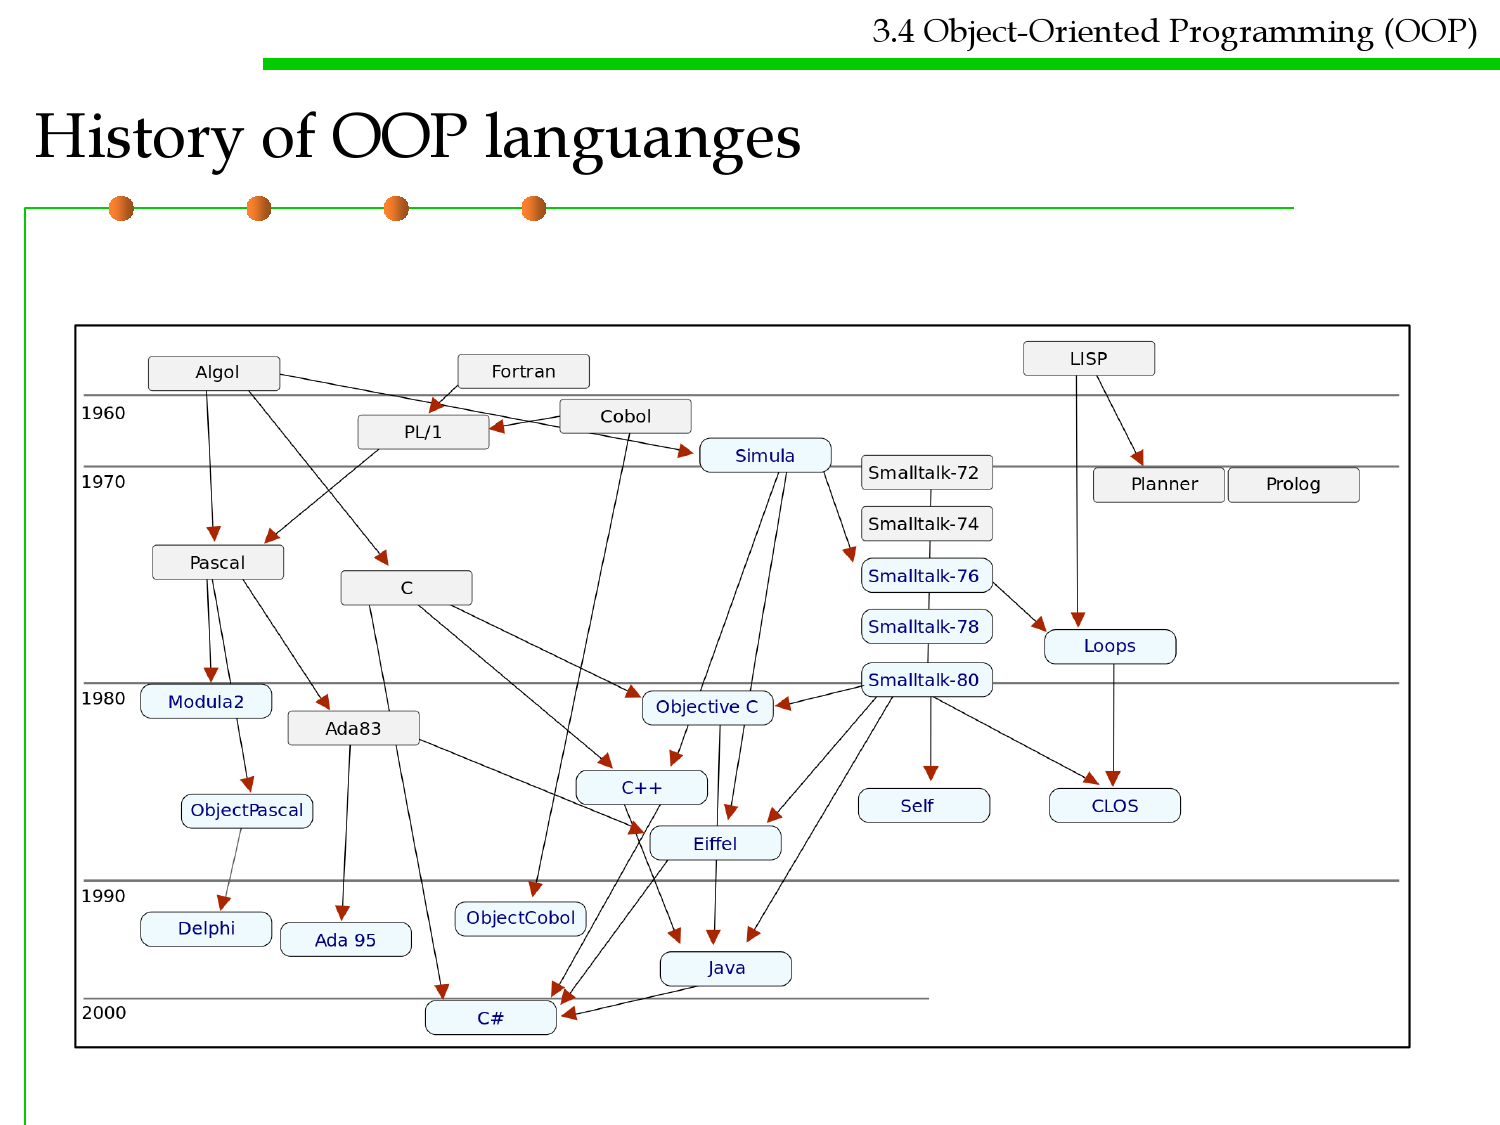 3.4 Object-Oriented Programming (OOP)
History of OOP languanges
Algol
Fortran
LISP
1960
Cobol
PL/1
Simula
Smalltalk-72
1970
Planner
Prolog
Smalltalk-74
Pascal
Smalltalk-76
C
Smalltalk-78
Loops
Smalltalk-80
1980
Modula2
Objective C
Ada83
C++
ObjectPascal
Self
CLOS
Eiffel
1990
ObjectCobol
Delphi
Ada 95
Java
2000
C#